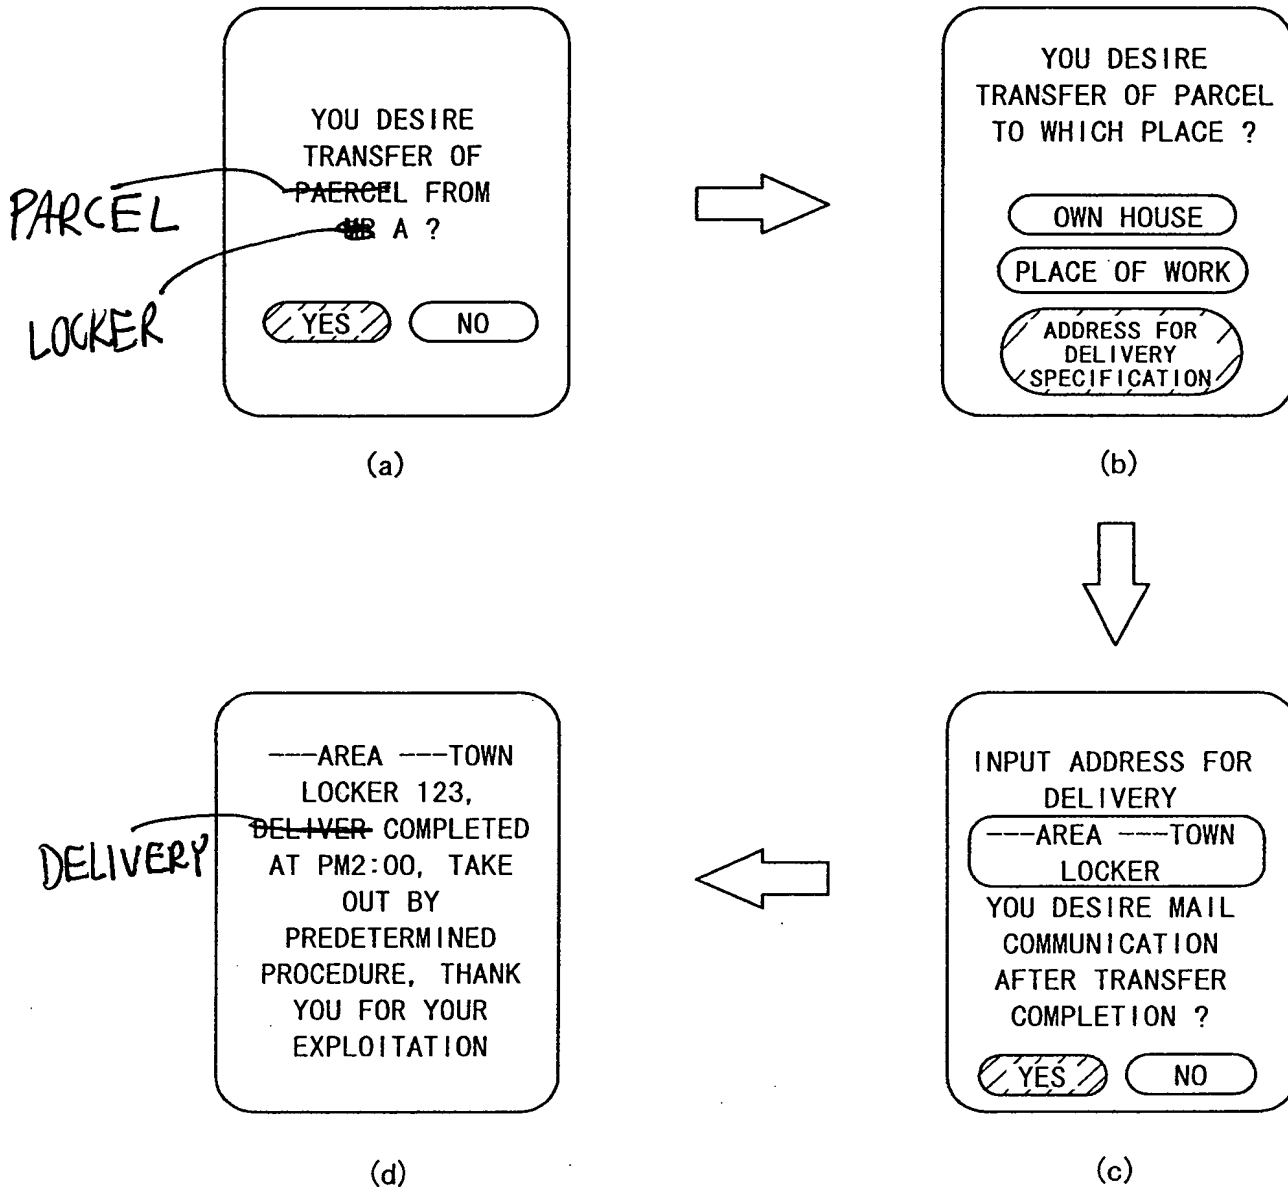 YOU DESIRE
TRANSFER OF
PAERCEL FROM
MR A ?
YES
NO
PARCEL
LOCKER
(a)
YOU DESIRE
TRANSFER OF PARCEL
TO WHICH PLACE ?
OWN HOUSE
PLACE OF WORK
ADDRESS FOR
DELIVERY
SPECIFICATION
(b)
INPUT ADDRESS FOR
DELIVERY
---AREA ---TOWN
LOCKER
YOU DESIRE MAIL
COMMUNICATION
AFTER TRANSFER
COMPLETION ?
YES
NO
(c)
---AREA ---TOWN
LOCKER 123,
DELIVER COMPLETED
AT PM2:00, TAKE
OUT BY
PREDETERMINED
PROCEDURE, THANK
YOU FOR YOUR
EXPLOITATION
DELIVERY
(d)